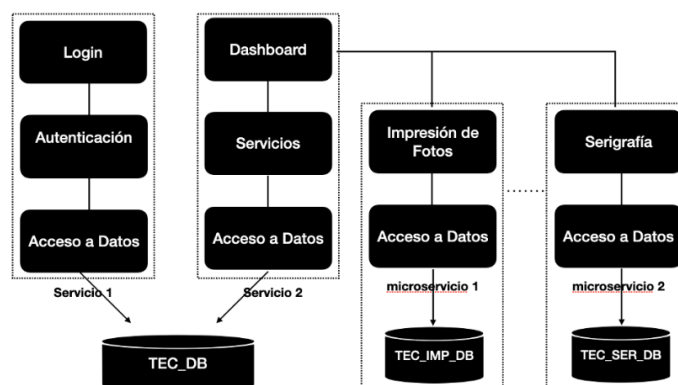 Login
Dashboard
Autenticación
Servicios
Impresión de
Fotos
Serigrafía
Acceso a Datos
Acceso a Datos
Acceso a Datos
Acceso a Datos
Servicio 1
Servicio 2
microservicio 1
microservicio 2
TEC_DB
TEC_IMP_DB
TEC_SER_DB